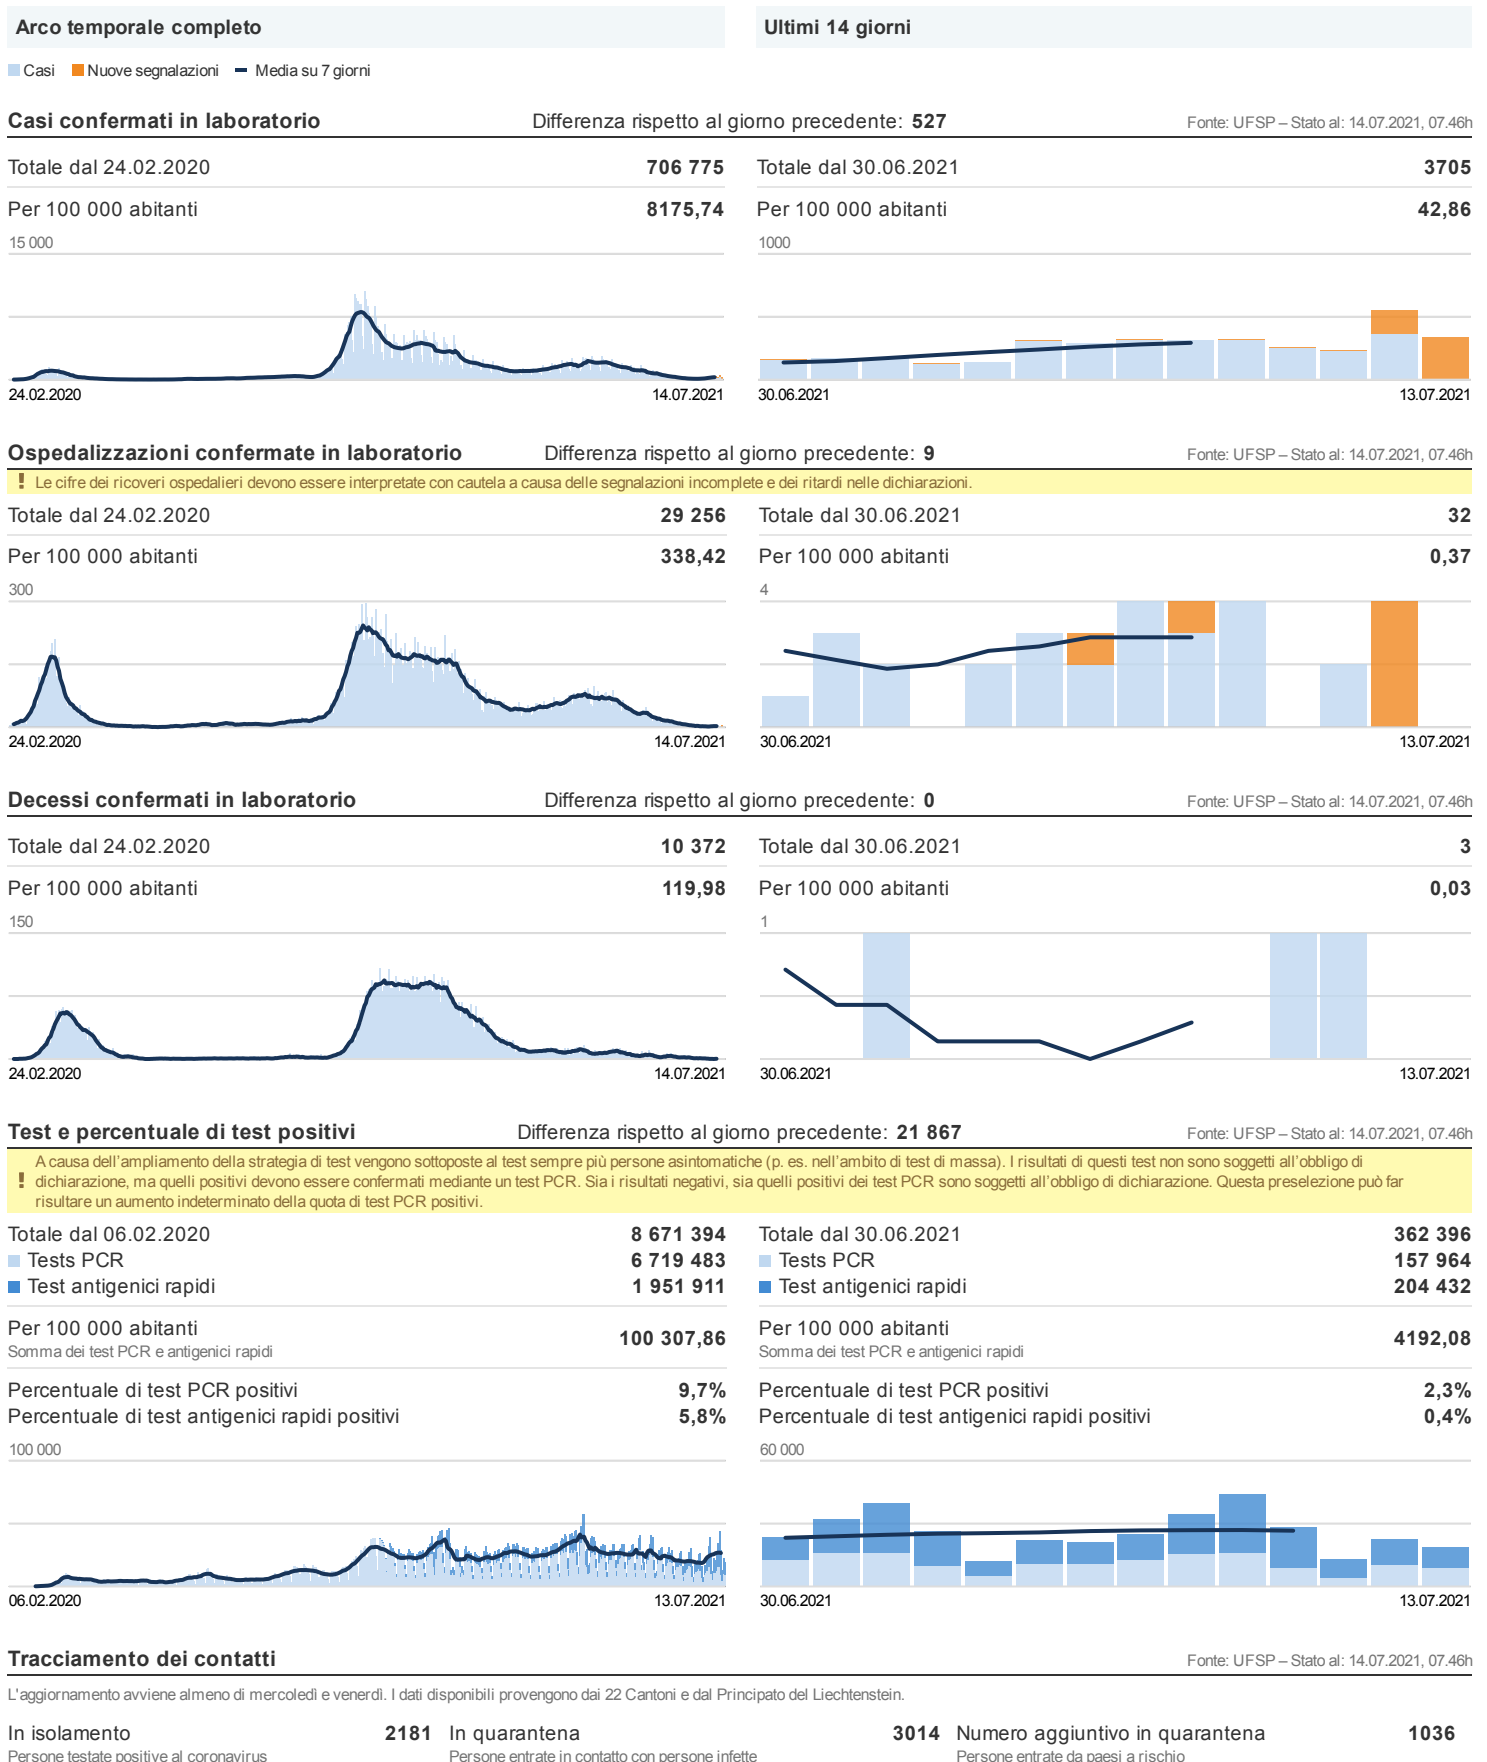 Arco temporale completo
Ultimi 14 giorni
Casi Nuove segnalazioni Media su 7 giorni
Casi confermati in laboratorio Differenza rispetto al giorno precedente: 527 Fonte: UFSP – Stato al: 14.07.2021, 07.46h
Totale dal 24.02.2020 706 775
Per 100 000 abitanti 8175,74
15 000
24.02.2020 14.07.2021
Totale dal 30.06.2021 3705
Per 100 000 abitanti 42,86
1000
30.06.2021 13.07.2021
Ospedalizzazioni confermate in laboratorio Differenza rispetto al giorno precedente: 9 Fonte: UFSP – Stato al: 14.07.2021, 07.46h
! Le cifre dei ricoveri ospedalieri devono essere interpretate con cautela a causa delle segnalazioni incomplete e dei ritardi nelle dichiarazioni.
Totale dal 24.02.2020 29 256
Per 100 000 abitanti 338,42
300
24.02.2020 14.07.2021
Totale dal 30.06.2021 32
Per 100 000 abitanti 0,37
4
30.06.2021 13.07.2021
Decessi confermati in laboratorio Differenza rispetto al giorno precedente: 0 Fonte: UFSP – Stato al: 14.07.2021, 07.46h
Totale dal 24.02.2020 10 372
Per 100 000 abitanti 119,98
150
24.02.2020 14.07.2021
Totale dal 30.06.2021 3
Per 100 000 abitanti 0,03
1
30.06.2021 13.07.2021
Test e percentuale di test positivi Differenza rispetto al giorno precedente: 21 867 Fonte: UFSP – Stato al: 14.07.2021, 07.46h
A causa dell'ampliamento della strategia di test vengono sottoposte al test sempre più persone asintomatiche (p. es. nell'ambito di test di massa). I risultati di questi test non sono soggetti all'obbligo di
! dichiarazione, ma quelli positivi devono essere confermati mediante un test PCR. Sia i risultati negativi, sia quelli positivi dei test PCR sono soggetti all'obbligo di dichiarazione. Questa preselezione può far
risultare un aumento indeterminato della quota di test PCR positivi.
Totale dal 06.02.2020 8 671 394
Tests PCR 6 719 483
Test antigenici rapidi 1 951 911
Per 100 000 abitanti 100 307,86
Somma dei test PCR e antigenici rapidi
Percentuale di test PCR positivi 9,7%
Percentuale di test antigenici rapidi positivi 5,8%
100 000
06.02.2020 13.07.2021
Totale dal 30.06.2021 362 396
Tests PCR 157 964
Test antigenici rapidi 204 432
Per 100 000 abitanti 4192,08
Somma dei test PCR e antigenici rapidi
Percentuale di test PCR positivi 2,3%
Percentuale di test antigenici rapidi positivi 0,4%
60 000
30.06.2021 13.07.2021
Tracciamento dei contatti Fonte: UFSP – Stato al: 14.07.2021, 07.46h
L'aggiornamento avviene almeno di mercoledì e venerdì. I dati disponibili provengono dai 22 Cantoni e dal Principato del Liechtenstein.
In isolamento 2181 In quarantena 3014 Numero aggiuntivo in quarantena 1036
Persone testate positive al coronavirus Persone entrate in contatto con persone infette Persone entrate da paesi a rischio